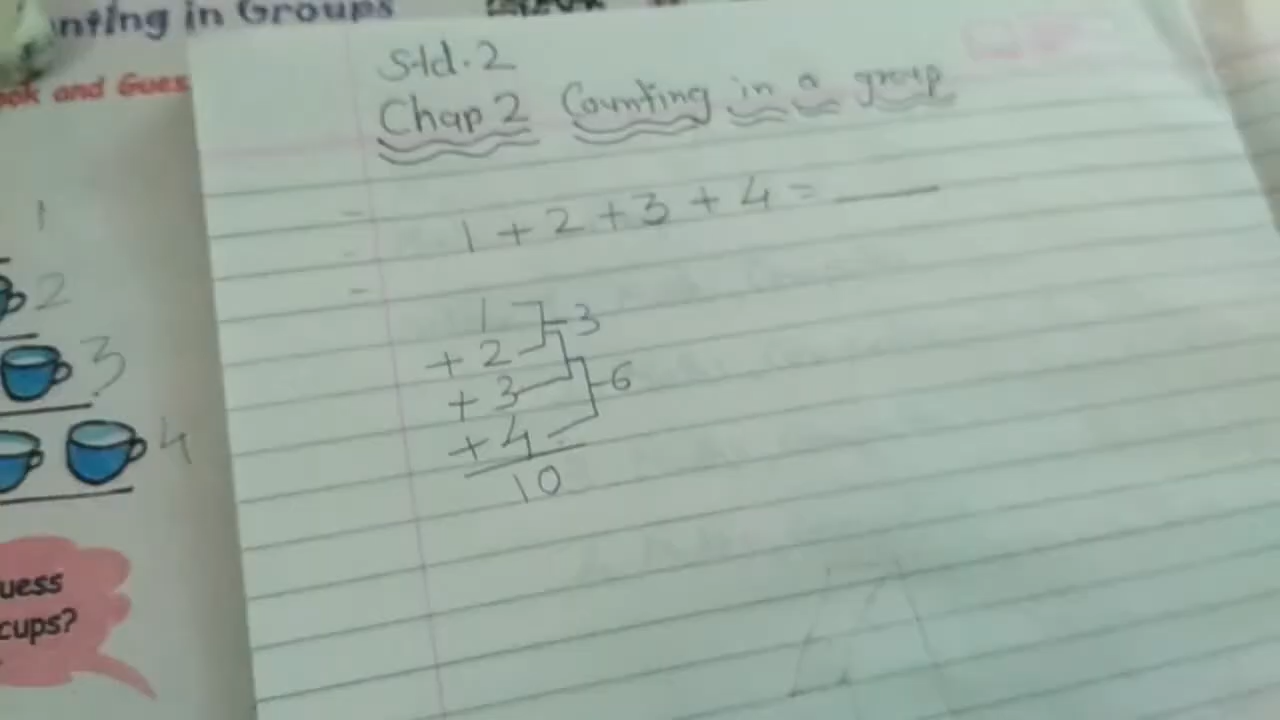 nting in Groups
ook and Gues
1
2
3
4
uess
cups?
Std. 2
Chap 2 Counting in a group
1 + 2 + 3 + 4 = ____
1
+ 2
3
+ 3
6
+ 4
10